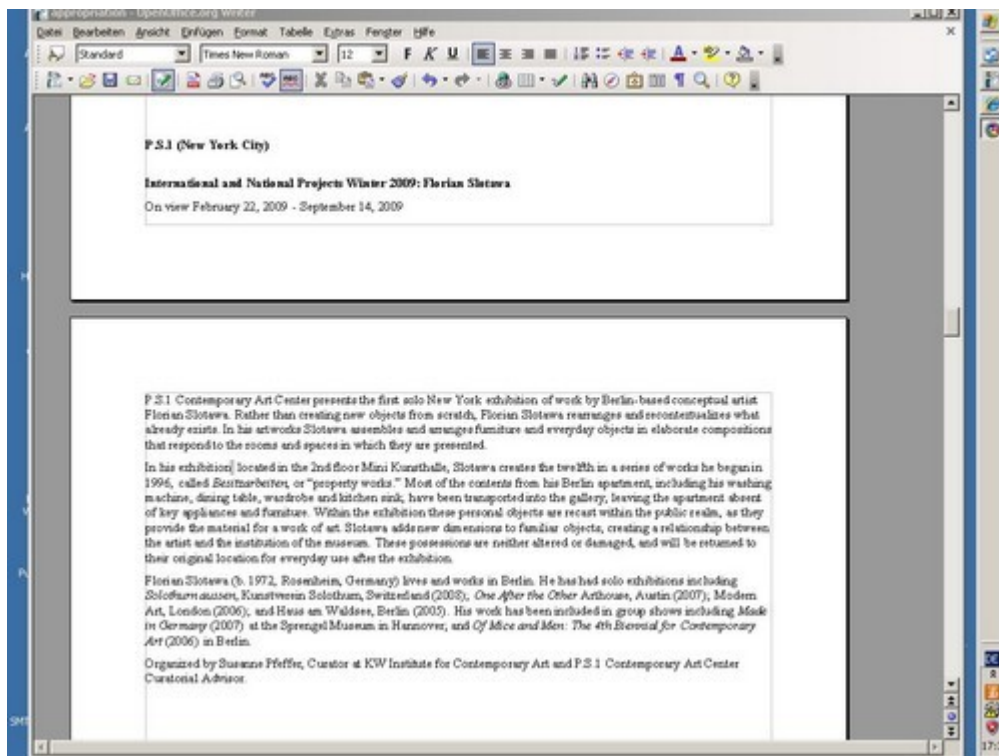 appropriation - OpenOffice.org Writer
Datei Bearbeiten Ansicht Einfügen Format Tabelle Extras Fenster Hilfe
Standard Times New Roman 12 F K U
P.S.1 (New York City)
International and National Projects Winter 2009: Florian Slotawa
On view February 22, 2009 - September 14, 2009
P.S.1 Contemporary Art Center presents the first solo New York exhibition of work by Berlin-based conceptual artist
Florian Slotawa. Rather than creating new objects from scratch, Florian Slotawa rearranges and recontextualizes what
already exists. In his artworks Slotawa assembles and arranges furniture and everyday objects in elaborate compositions
that respond to the rooms and spaces in which they are presented.
In his exhibition located in the 2nd floor Mini Kunsthalle, Slotawa creates the twelfth in a series of works he began in
1996, called Besitzarbeiten, or “property works.” Most of the contents from his Berlin apartment, including his washing
machine, dining table, wardrobe and kitchen sink, have been transported into the gallery, leaving the apartment absent
of key appliances and furniture. Within the exhibition these personal objects are recast within the public realm, as they
provide the material for a work of art. Slotawa adds new dimensions to familiar objects, creating a relationship between
the artist and the institution of the museum. These possessions are neither altered or damaged, and will be returned to
their original location for everyday use after the exhibition.
Florian Slotawa (b. 1972, Rosenheim, Germany) lives and works in Berlin. He has had solo exhibitions including
Solothurn aussen, Kunstverein Solothurn, Switzerland (2008); One After the Other Arthouse, Austin (2007); Modern
Art, London (2006); and Haus am Waldsee, Berlin (2005). His work has been included in group shows including Made
in Germany (2007) at the Sprengel Museum in Hannover; and Of Mice and Men: The 4th Biennial for Contemporary
Art (2006) in Berlin.
Organized by Susanne Pfeffer, Curator at KW Institute for Contemporary Art and P.S.1 Contemporary Art Center
Curatorial Advisor.
DE